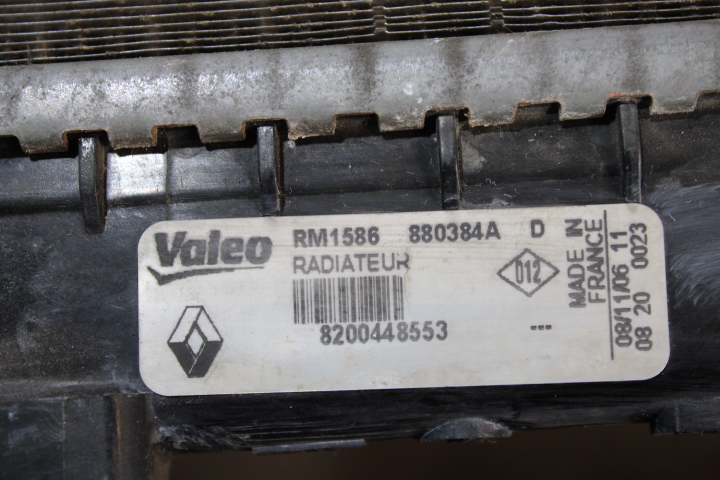 Valeo RM1586 880384A D
RADIATEUR
D12
8200448553 ---
MADE IN
FRANCE
08/11/06 11
08 20 0023